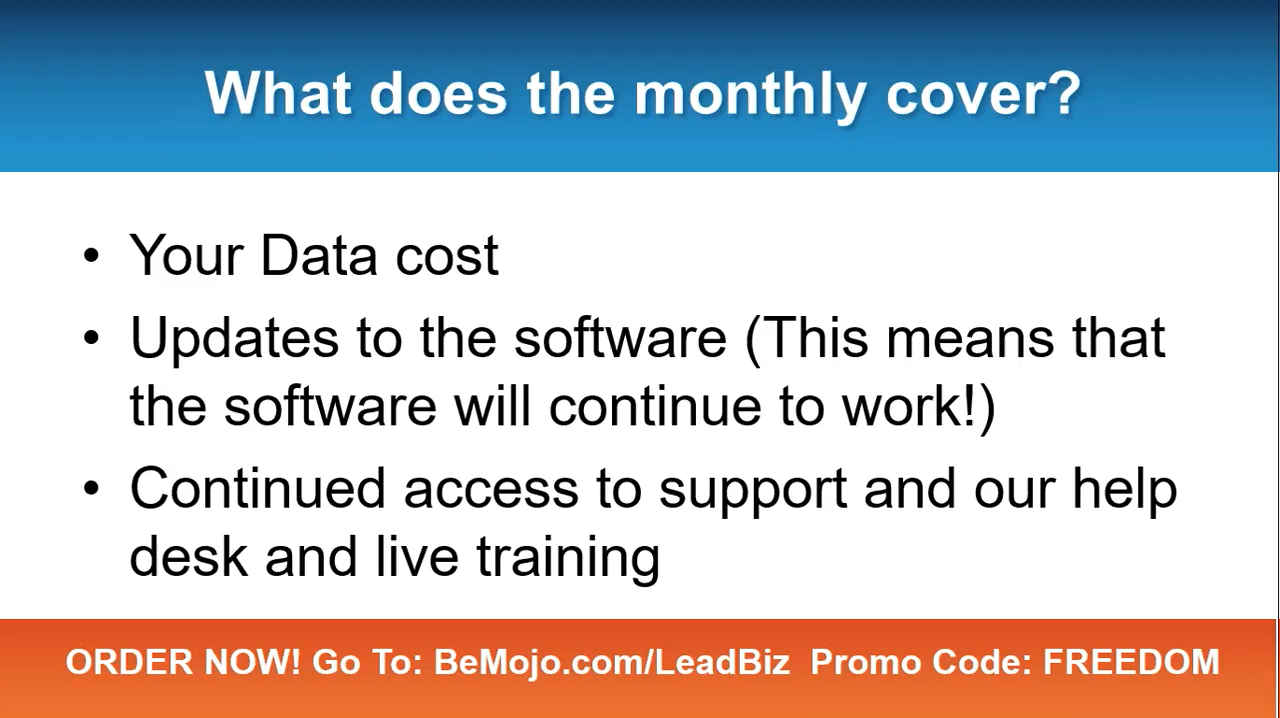 What does the monthly cover?
• Your Data cost
• Updates to the software (This means that
the software will continue to work!)
• Continued access to support and our help
desk and live training
ORDER NOW! Go To: BeMojo.com/LeadBiz Promo Code: FREEDOM